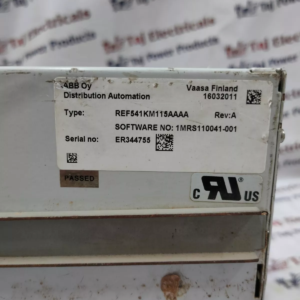 ABB Oy Vaasa Finland
Distribution Automation 16032011
Type: REF541KM115AAAA Rev:A
SOFTWARE NO: 1MRS110041-001
Serial no: ER344755
PASSED
C US